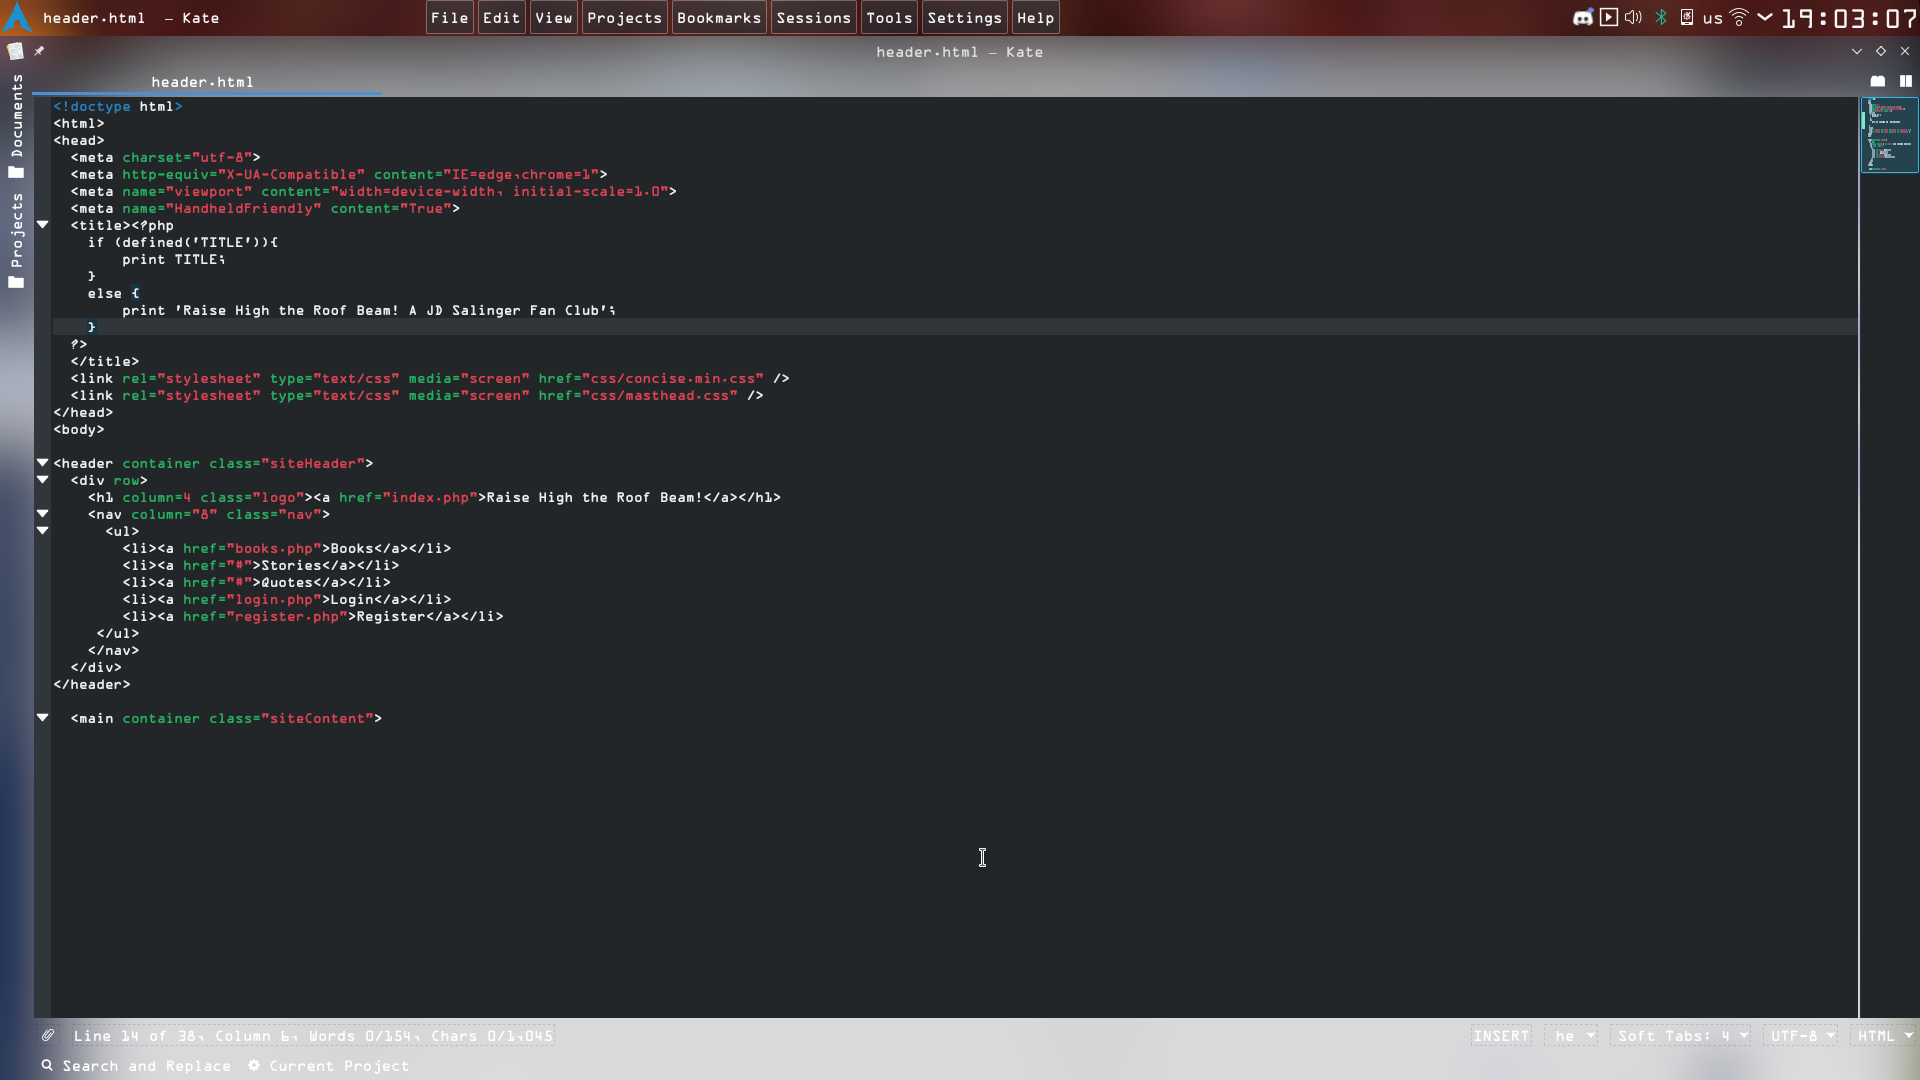 header.html – Kate
File Edit View Projects Bookmarks Sessions Tools Settings Help
us 19:03:07
header.html – Kate
header.html
Documents
Projects
<!doctype html>
<html>
<head>
  <meta charset="utf-8">
  <meta http-equiv="X-UA-Compatible" content="IE=edge,chrome=1">
  <meta name="viewport" content="width=device-width, initial-scale=1.0">
  <meta name="HandheldFriendly" content="True">
  <title><?php
    if (defined('TITLE')){
        print TITLE;
    }
    else {
        print 'Raise High the Roof Beam! A JD Salinger Fan Club';
    }
  ?>
  </title>
  <link rel="stylesheet" type="text/css" media="screen" href="css/concise.min.css" />
  <link rel="stylesheet" type="text/css" media="screen" href="css/masthead.css" />
</head>
<body>
<header container class="siteHeader">
  <div row>
    <h1 column=4 class="logo"><a href="index.php">Raise High the Roof Beam!</a></h1>
    <nav column="8" class="nav">
      <ul>
        <li><a href="books.php">Books</a></li>
        <li><a href="#">Stories</a></li>
        <li><a href="#">Quotes</a></li>
        <li><a href="login.php">Login</a></li>
        <li><a href="register.php">Register</a></li>
     </ul>
    </nav>
  </div>
</header>
  <main container class="siteContent">
Line 14 of 38, Column 6, Words 0/154, Chars 0/1,045 INSERT he Soft Tabs: 4 UTF-8 HTML
Search and Replace Current Project